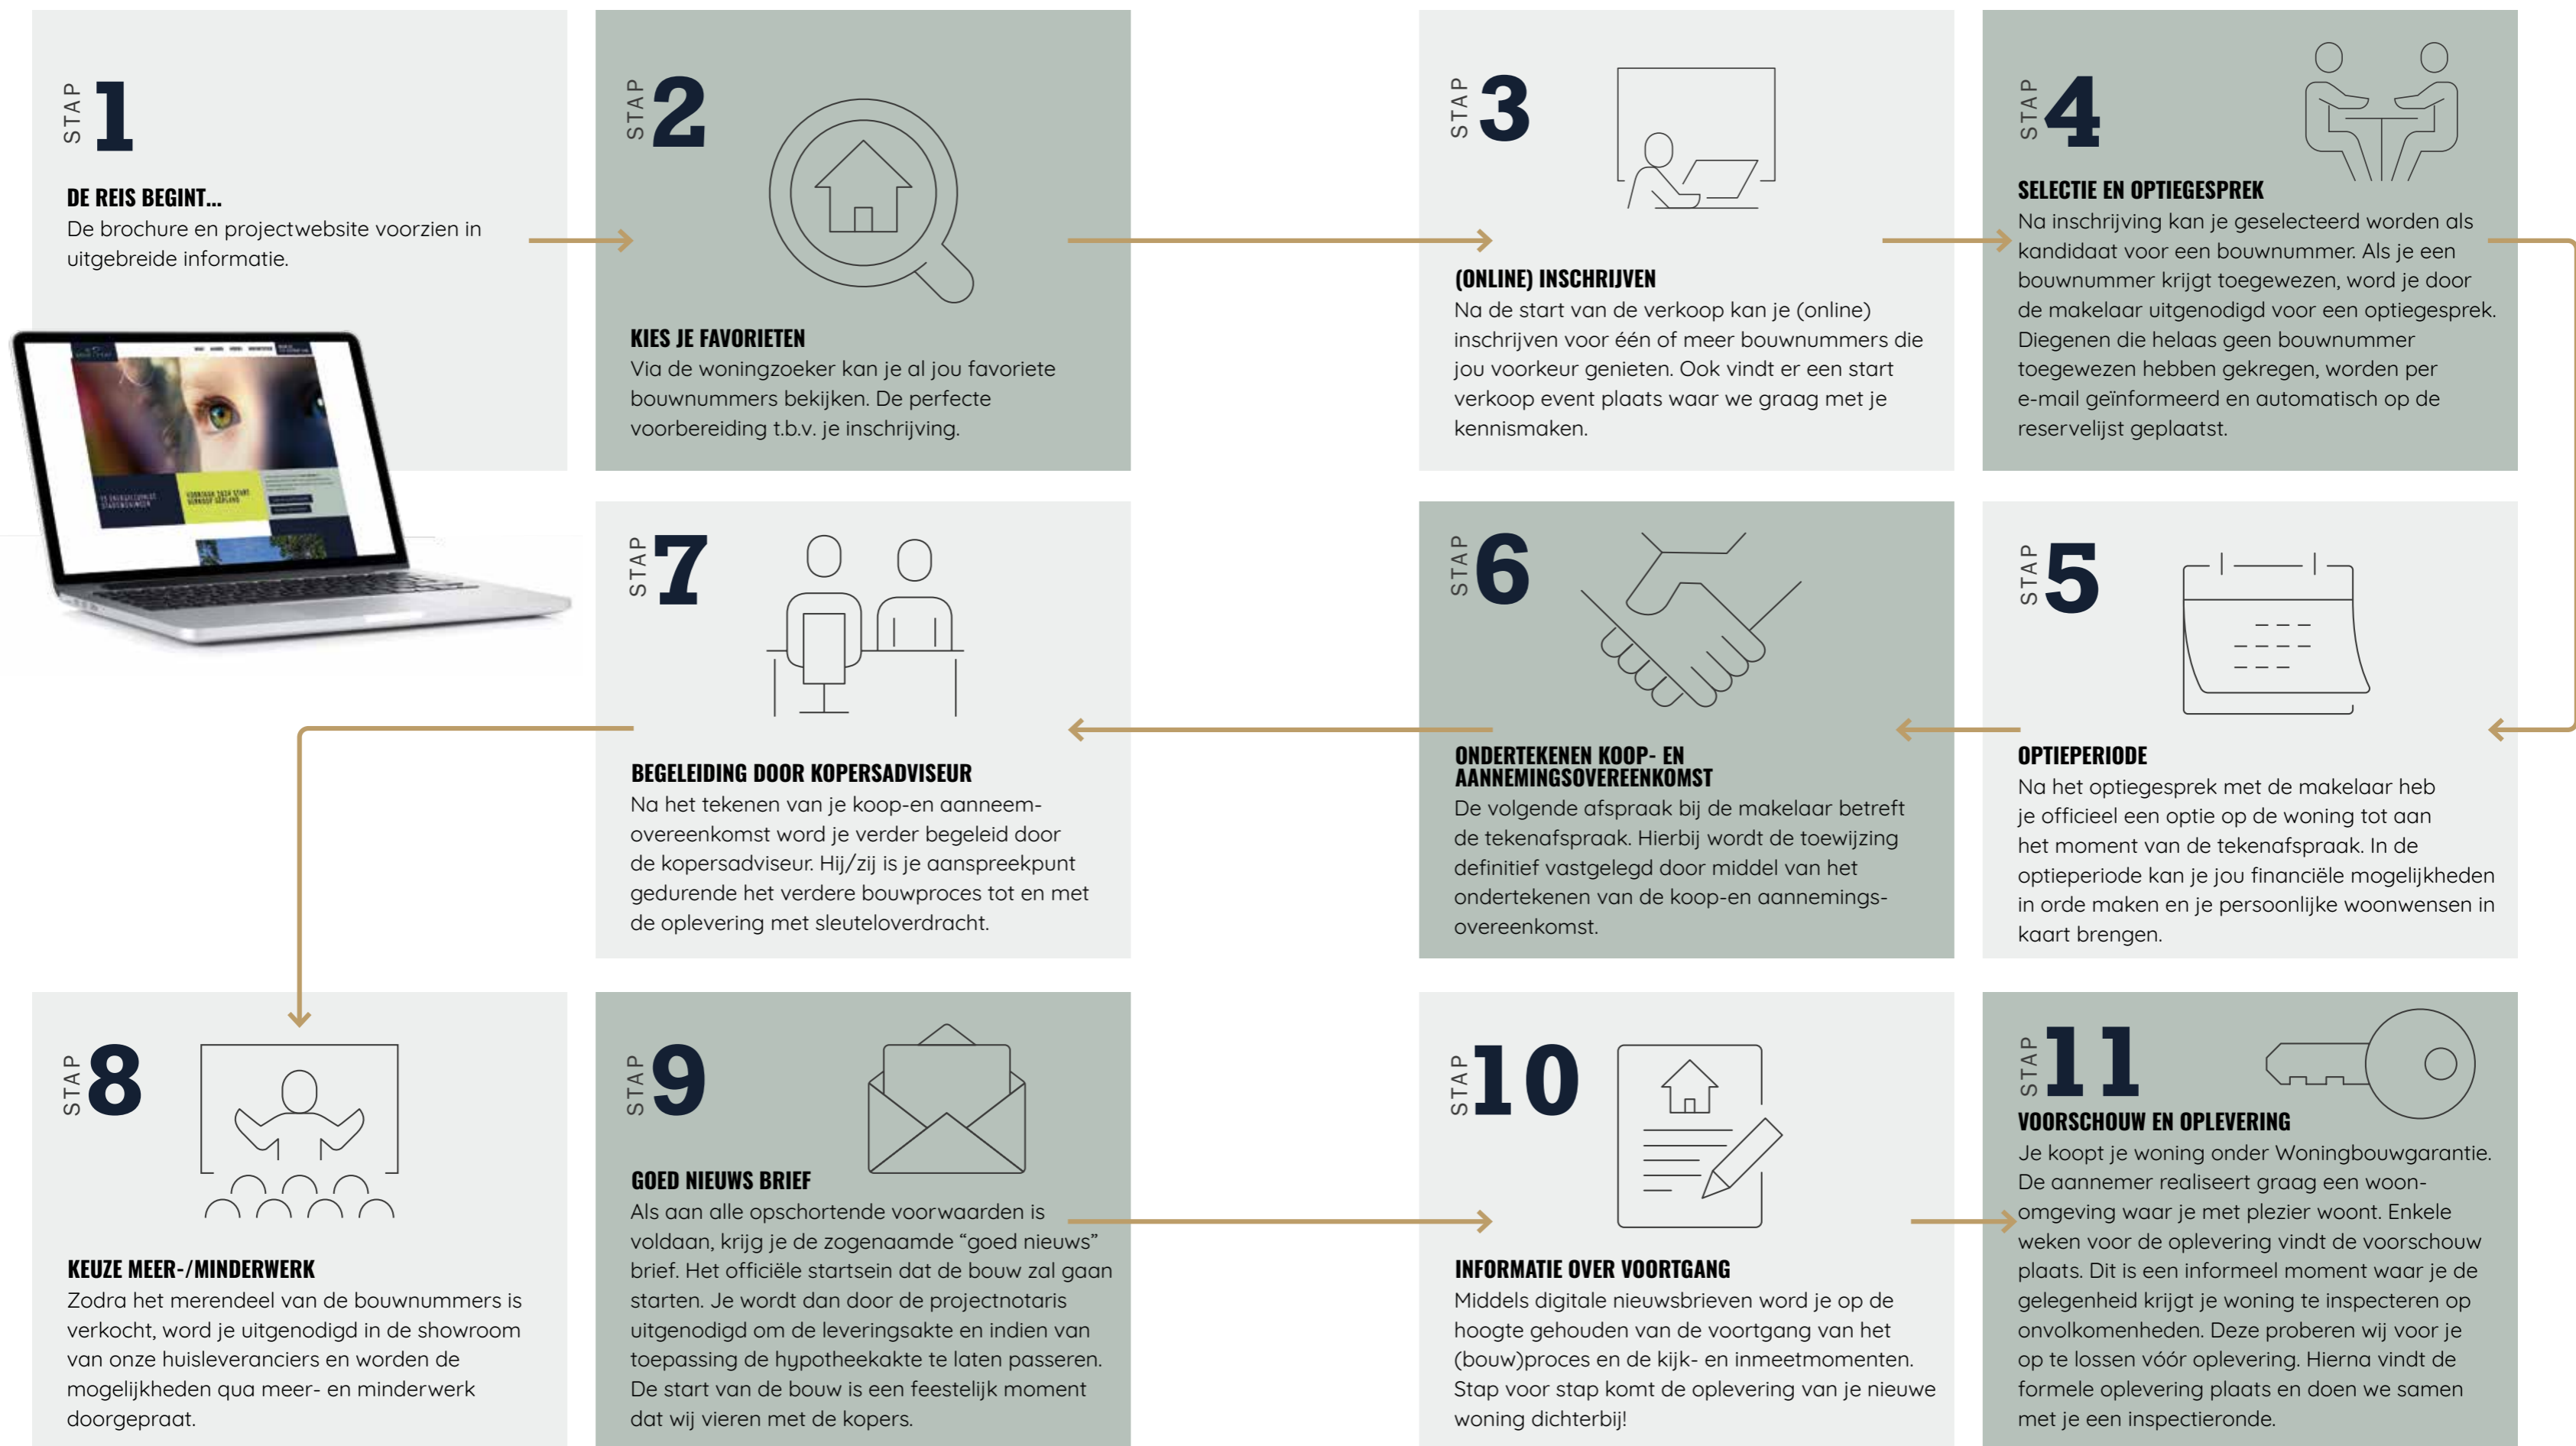 STAP 1
DE REIS BEGINT...
De brochure en projectwebsite voorzien in
uitgebreide informatie.
STAP 2
KIES JE FAVORIETEN
Via de woningzoeker kan je al jou favoriete
bouwnummers bekijken. De perfecte
voorbereiding t.b.v. je inschrijving.
STAP 3
(ONLINE) INSCHRIJVEN
Na de start van de verkoop kan je (online)
inschrijven voor één of meer bouwnummers die
jou voorkeur genieten. Ook vindt er een start
verkoop event plaats waar we graag met je
kennismaken.
STAP 4
SELECTIE EN OPTIEGESPREK
Na inschrijving kan je geselecteerd worden als
kandidaat voor een bouwnummer. Als je een
bouwnummer krijgt toegewezen, word je door
de makelaar uitgenodigd voor een optiegesprek.
Diegenen die helaas geen bouwnummer
toegewezen hebben gekregen, worden per
e-mail geïnformeerd en automatisch op de
reservelijst geplaatst.
STAP 5
OPTIEPERIODE
Na het optiegesprek met de makelaar heb
je officieel een optie op de woning tot aan
het moment van de tekenafspraak. In de
optieperiode kan je jou financiële mogelijkheden
in orde maken en je persoonlijke woonwensen in
kaart brengen.
STAP 6
ONDERTEKENEN KOOP- EN
AANNEMINGSOVEREENKOMST
De volgende afspraak bij de makelaar betreft
de tekenafspraak. Hierbij wordt de toewijzing
definitief vastgelegd door middel van het
ondertekenen van de koop-en aannemings-
overeenkomst.
STAP 7
BEGELEIDING DOOR KOPERSADVISEUR
Na het tekenen van je koop-en aanneem-
overeenkomst word je verder begeleid door
de kopersadviseur. Hij/zij is je aanspreekpunt
gedurende het verdere bouwproces tot en met
de oplevering met sleuteloverdracht.
STAP 8
KEUZE MEER-/MINDERWERK
Zodra het merendeel van de bouwnummers is
verkocht, word je uitgenodigd in de showroom
van onze huisleveranciers en worden de
mogelijkheden qua meer- en minderwerk
doorgepraat.
STAP 9
GOED NIEUWS BRIEF
Als aan alle opschortende voorwaarden is
voldaan, krijg je de zogenaamde “goed nieuws”
brief. Het officiële startsein dat de bouw zal gaan
starten. Je wordt dan door de projectnotaris
uitgenodigd om de leveringsakte en indien van
toepassing de hypotheekakte te laten passeren.
De start van de bouw is een feestelijk moment
dat wij vieren met de kopers.
STAP 10
INFORMATIE OVER VOORTGANG
Middels digitale nieuwsbrieven word je op de
hoogte gehouden van de voortgang van het
(bouw)proces en de kijk- en inmeetmomenten.
Stap voor stap komt de oplevering van je nieuwe
woning dichterbij!
STAP 11
VOORSCHOUW EN OPLEVERING
Je koopt je woning onder Woningbouwgarantie.
De aannemer realiseert graag een woon-
omgeving waar je met plezier woont. Enkele
weken voor de oplevering vindt de voorschouw
plaats. Dit is een informeel moment waar je de
gelegenheid krijgt je woning te inspecteren op
onvolkomenheden. Deze proberen wij voor je
op te lossen vóór oplevering. Hierna vindt de
formele oplevering plaats en doen we samen
met je een inspectieronde.